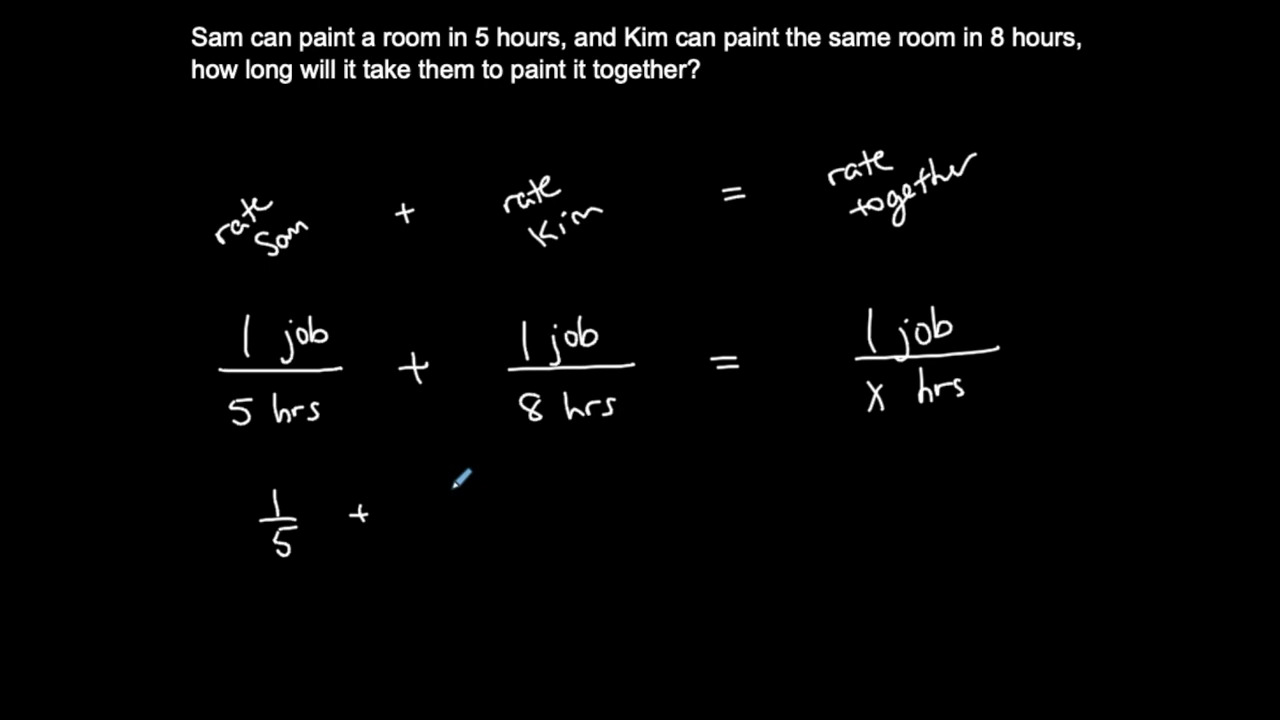 Sam can paint a room in 5 hours, and Kim can paint the same room in 8 hours,
how long will it take them to paint it together?
rate Sam + rate Kim = rate together
1 job / 5 hrs + 1 job / 8 hrs = 1 job / x hrs
1/5 +